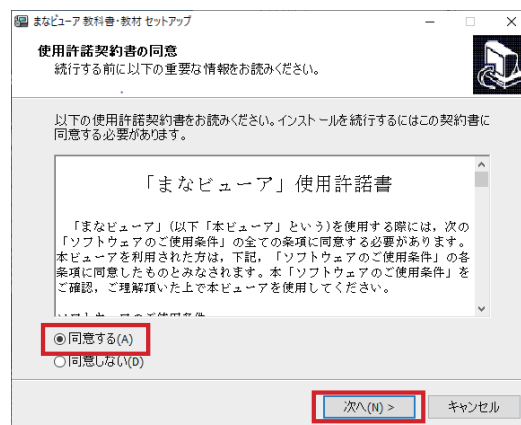 まなビューア 教科書・教材 セットアップ
使用許諾契約書の同意
続行する前に以下の重要な情報をお読みください。
以下の使用許諾契約書をお読みください。インストールを続行するにはこの契約書に
同意する必要があります。
「まなビューア」使用許諾書
「まなビューア」(以下「本ビューア」という)を使用する際には，次の
「ソフトウェアのご使用条件」の全ての条項に同意する必要があります。
本ビューアを利用された方は，下記，「ソフトウェアのご使用条件」の各
条項に同意したものとみなされます。本「ソフトウェアのご使用条件」を
ご確認，ご理解頂いた上で本ビューアを使用してください。
同意する(A)
同意しない(D)
次へ(N) >
キャンセル